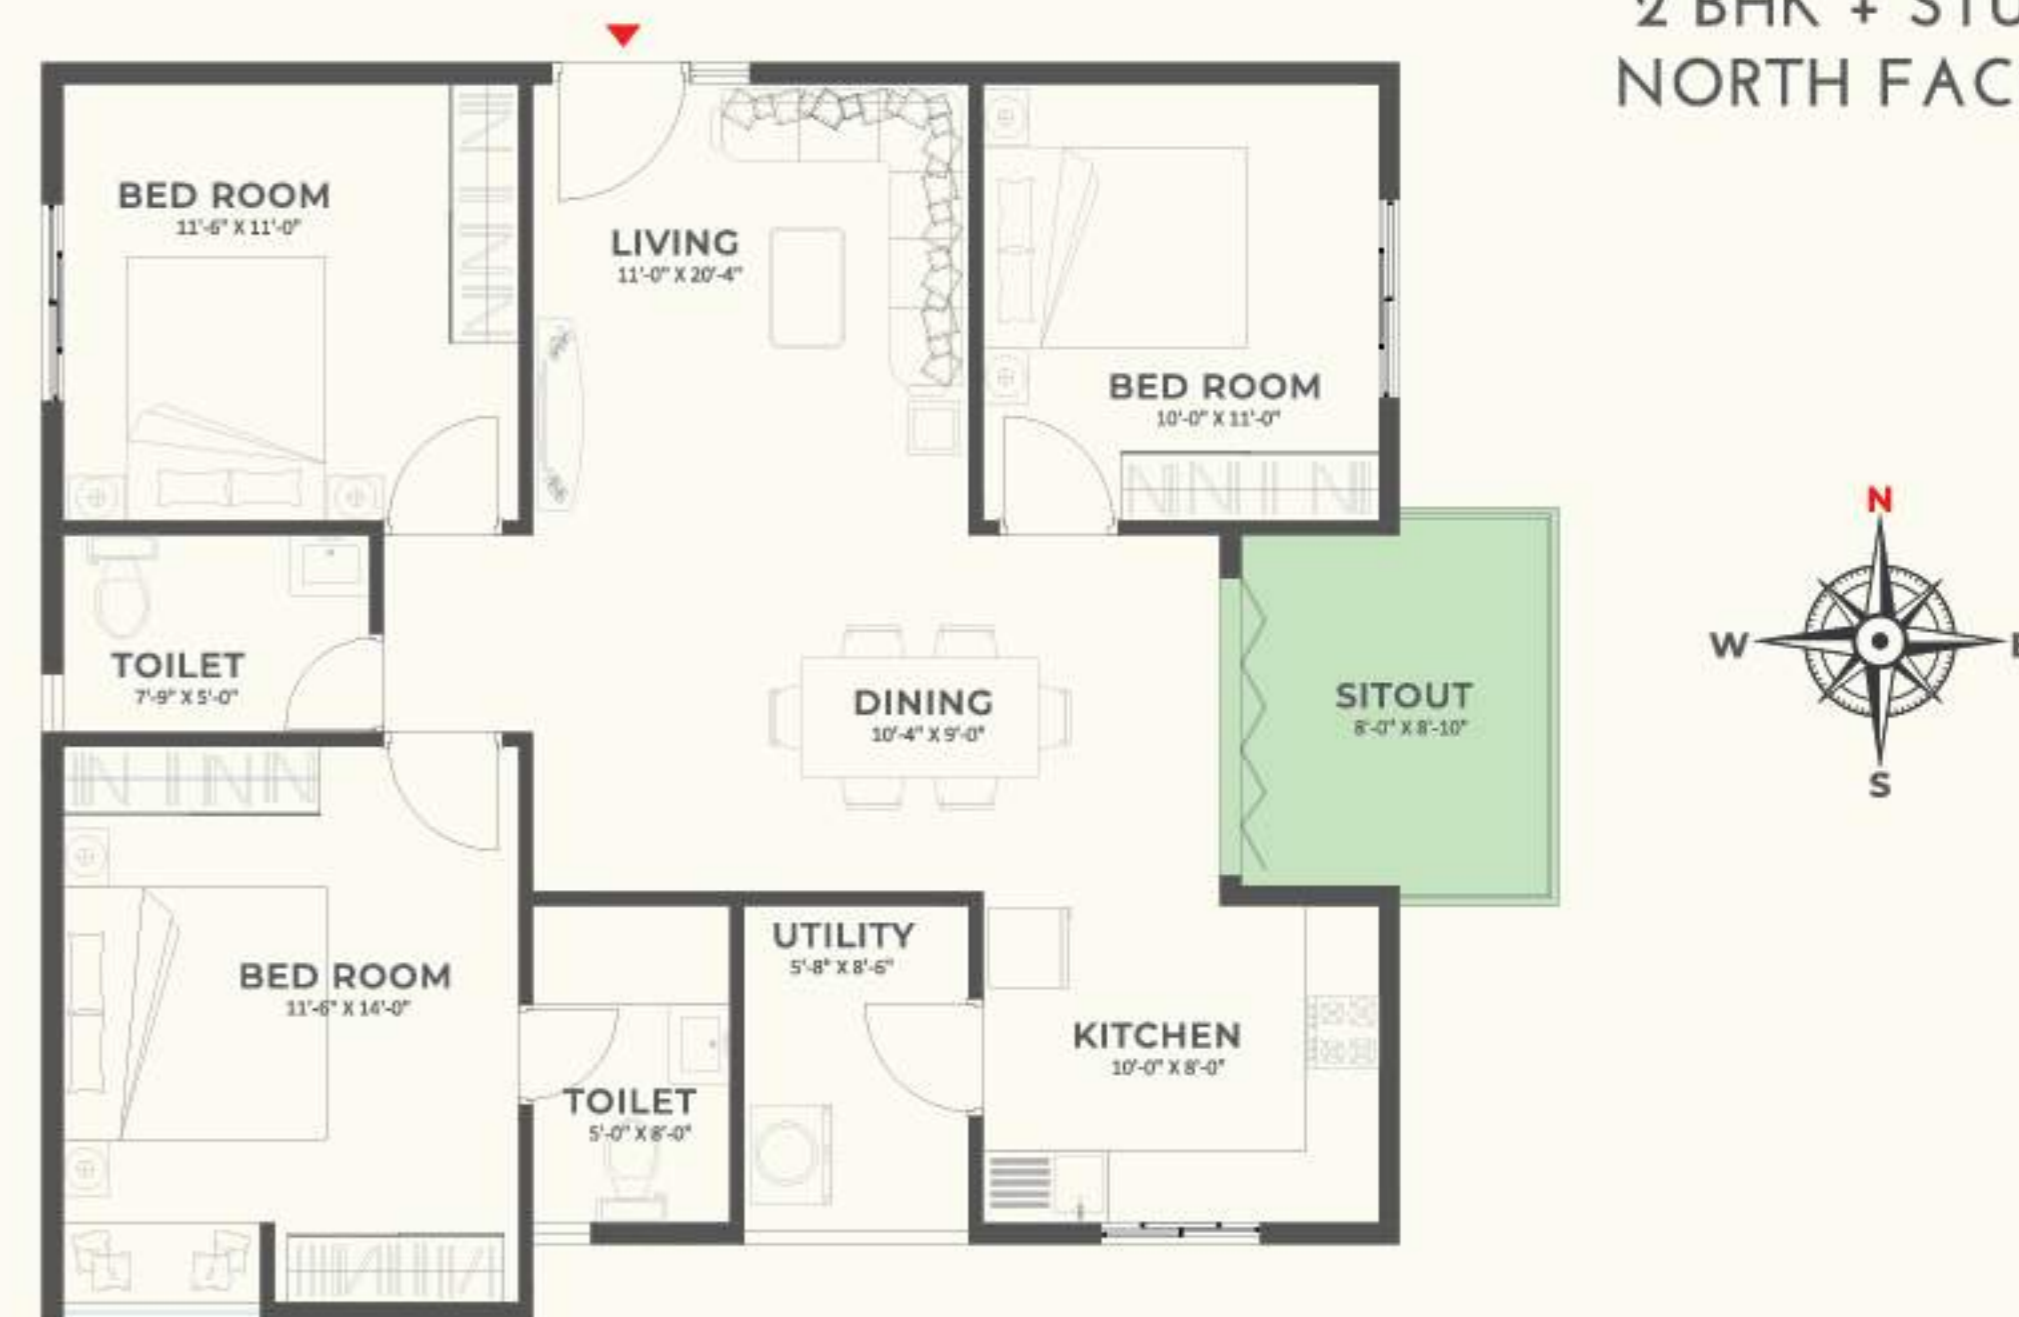 2 BHK + STU
NORTH FAC
BED ROOM
11'-6" X 11'-0"
LIVING
11'-0" X 20'-4"
BED ROOM
10'-0" X 11'-0"
TOILET
7'-9" X 5'-0"
DINING
10'-4" X 9'-0"
SITOUT
8'-0" X 8'-10"
N
W
E
S
BED ROOM
11'-6" X 14'-0"
UTILITY
5'-8" X 8'-6"
KITCHEN
10'-0" X 8'-0"
TOILET
5'-0" X 8'-0"